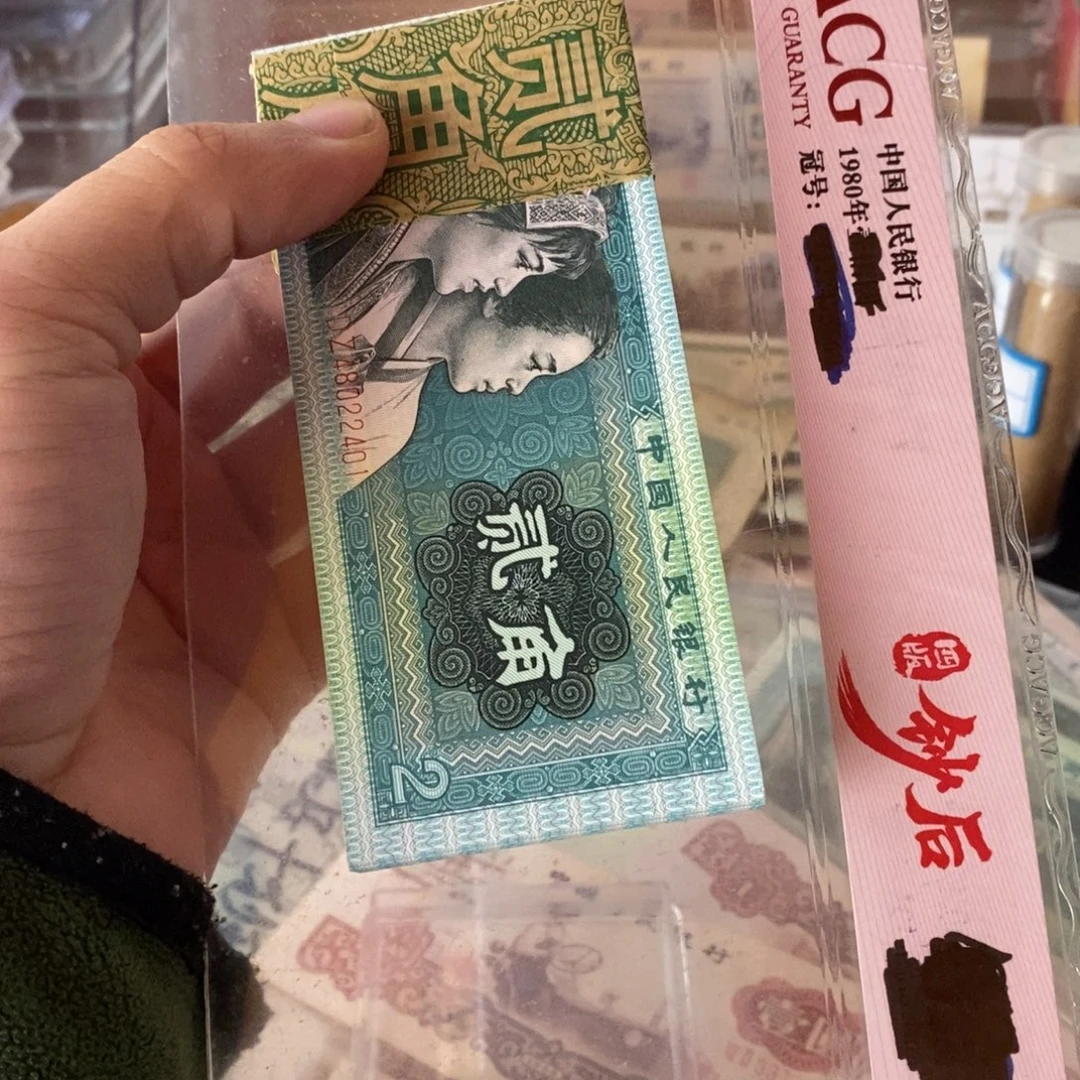 贰角
ZZ48022401
中国人民银行
贰角
2
ACG
GUARANTY
中国人民银行
1980年
冠号：
四版
钞后